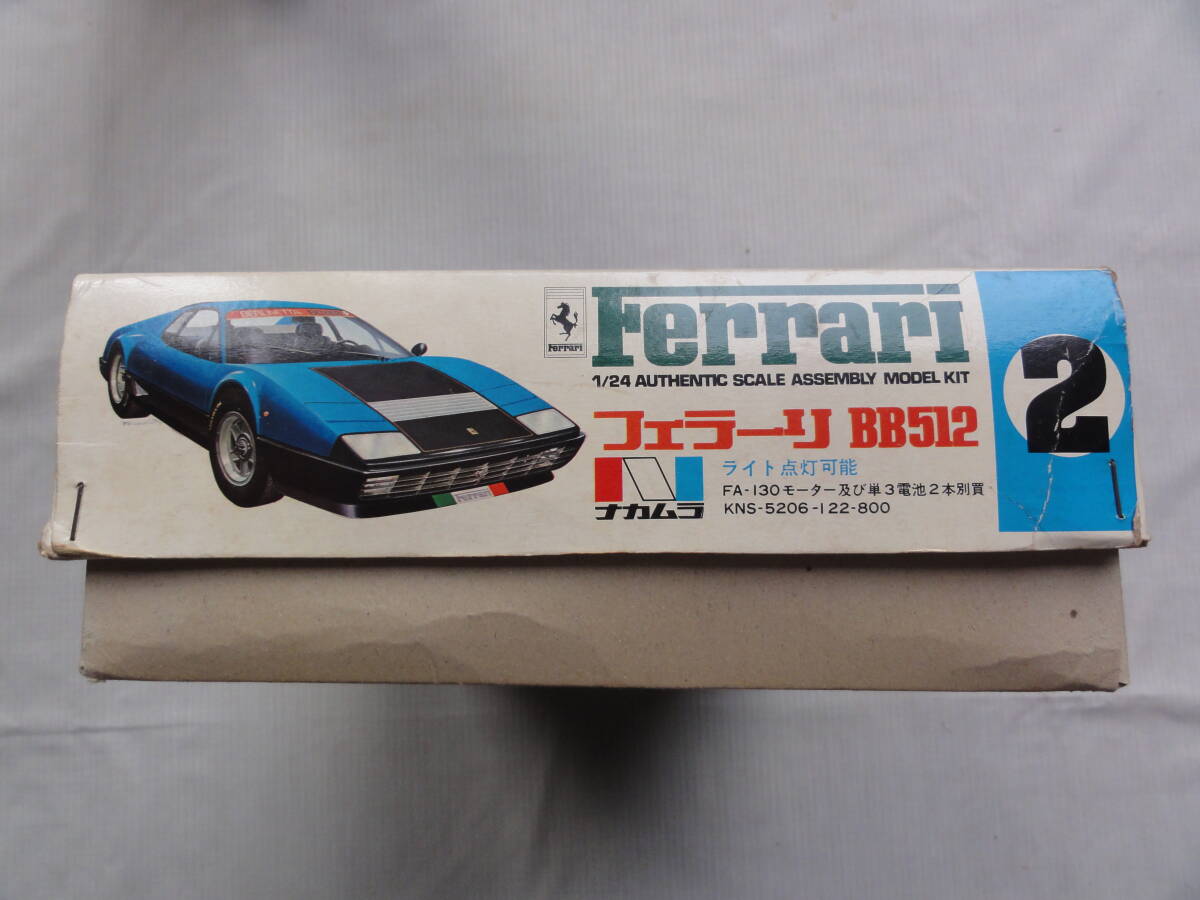 Ferrari
Ferrari
1/24 AUTHENTIC SCALE ASSEMBLY MODEL KIT
フェラーリ BB512
ナカムラ
ライト点灯可能
FA-130モーター及び単3電池2本別買
KNS-5206-122-800
2